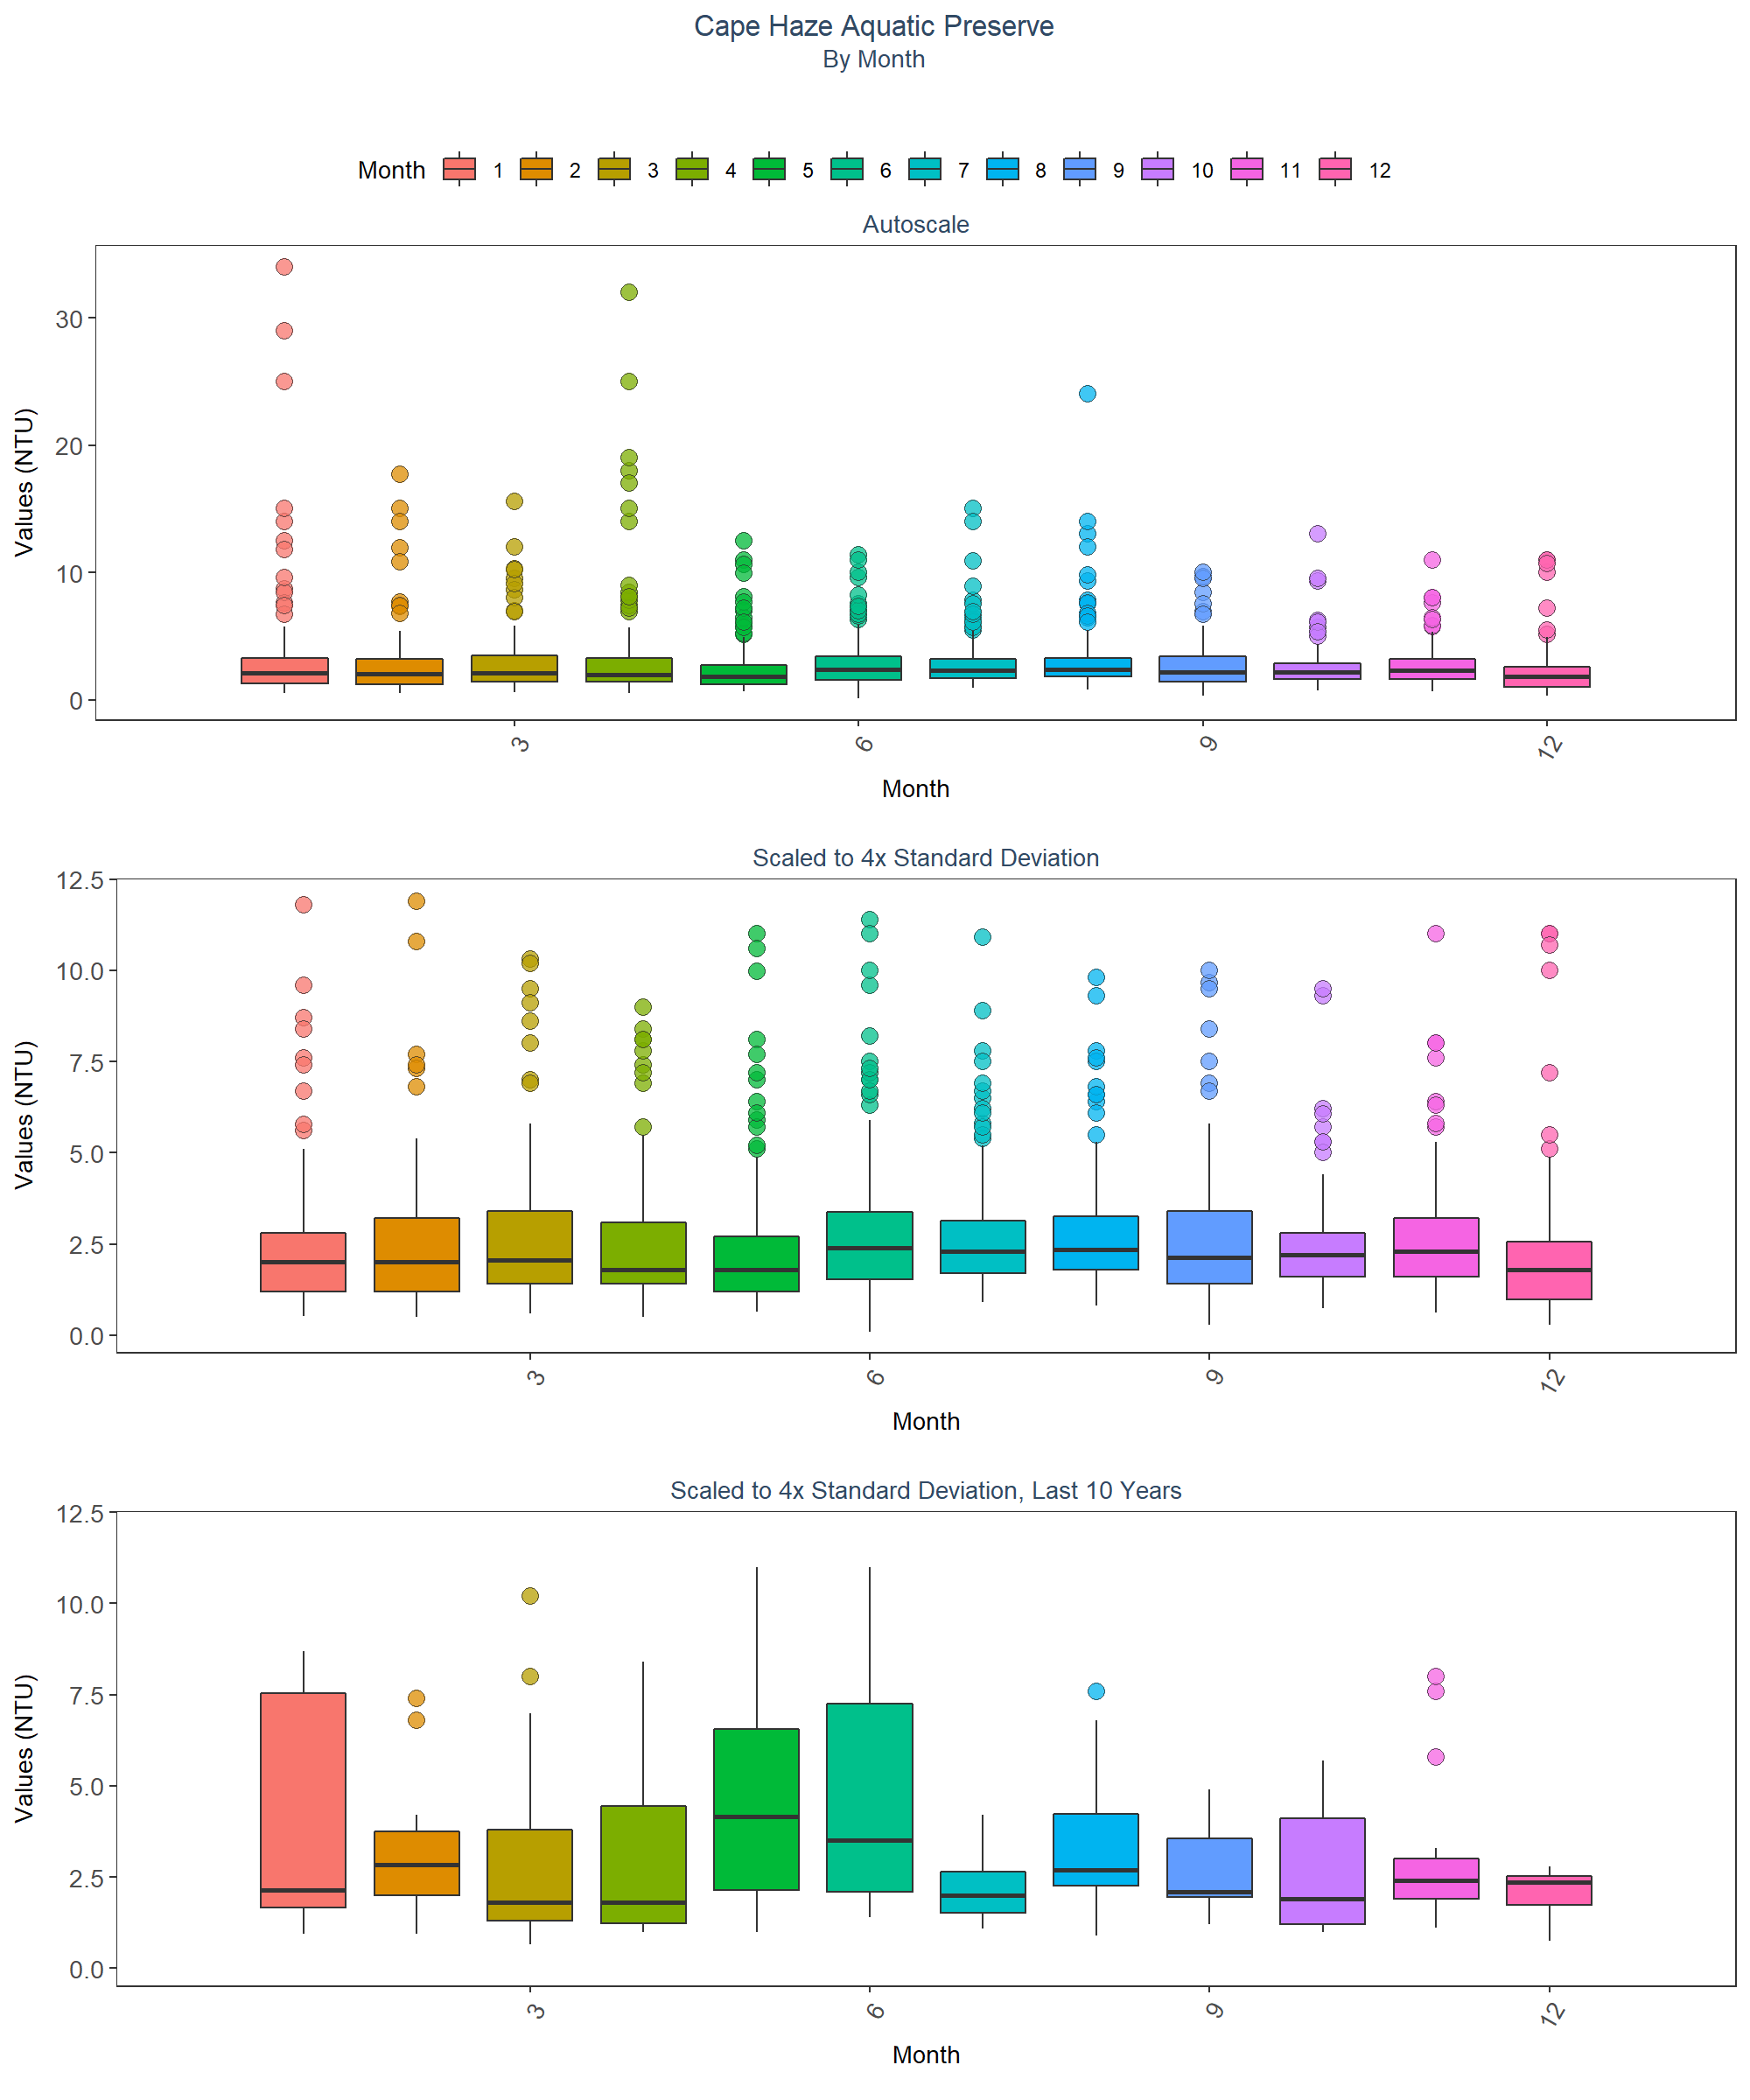 Cape Haze Aquatic Preserve
By Month
Month 1 2 3 4 5 6 7 8 9 10 11 12
Autoscale
Values (NTU)
30
20
10
0
3 6 9 12
Month
Scaled to 4x Standard Deviation
Values (NTU)
12.5
10.0
7.5
5.0
2.5
0.0
3 6 9 12
Month
Scaled to 4x Standard Deviation, Last 10 Years
Values (NTU)
12.5
10.0
7.5
5.0
2.5
0.0
3 6 9 12
Month